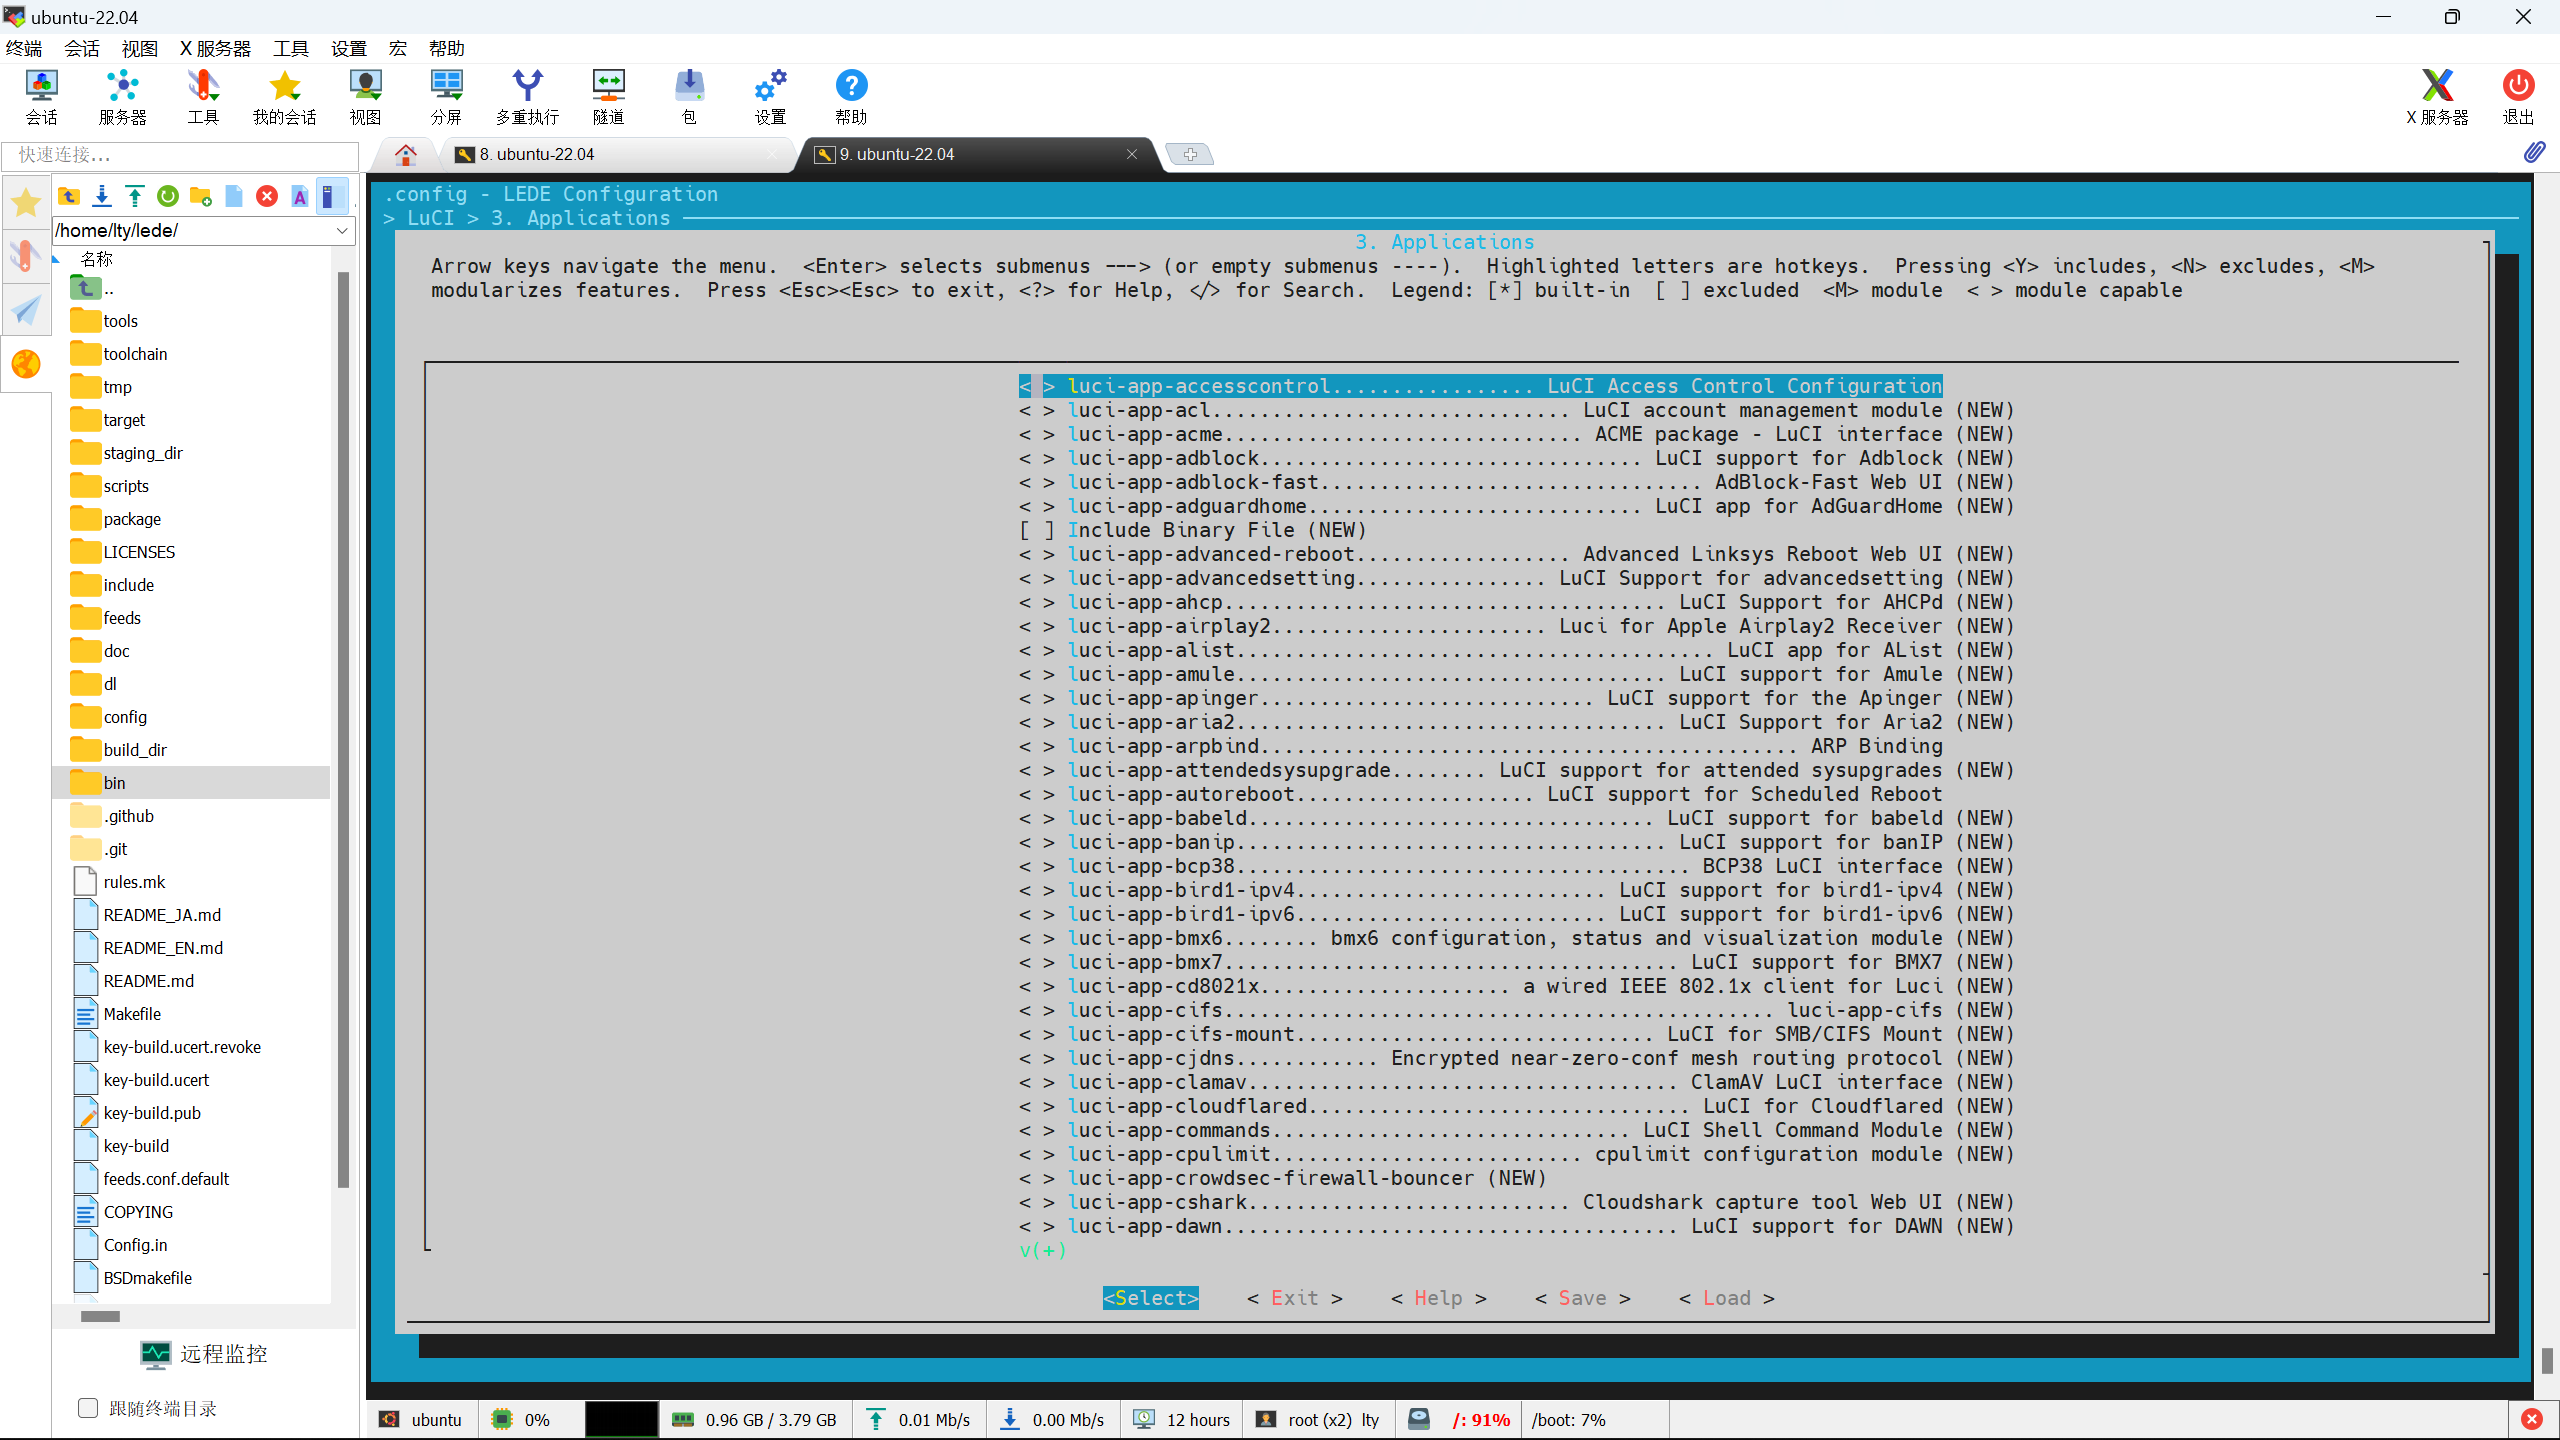 ubuntu-22.04
终端 会话 视图 X 服务器 工具 设置 宏 帮助
会话 服务器 工具 我的会话 视图 分屏 多重执行 隧道 包 设置 帮助 X 服务器 退出
快速连接...
8. ubuntu-22.04
9. ubuntu-22.04
/home/lty/lede/
名称
..
tools
toolchain
tmp
target
staging_dir
scripts
package
LICENSES
include
feeds
doc
dl
config
build_dir
bin
.github
.git
rules.mk
README_JA.md
README_EN.md
README.md
Makefile
key-build.ucert.revoke
key-build.ucert
key-build.pub
key-build
feeds.conf.default
COPYING
Config.in
BSDmakefile
远程监控
跟随终端目录
.config - LEDE Configuration
> LuCI > 3. Applications
3. Applications
Arrow keys navigate the menu.  <Enter> selects submenus ---> (or empty submenus ----).  Highlighted letters are hotkeys.  Pressing <Y> includes, <N> excludes, <M>
modularizes features.  Press <Esc><Esc> to exit, <?> for Help, </> for Search.  Legend: [*] built-in  [ ] excluded  <M> module  < > module capable
< > luci-app-accesscontrol................. LuCI Access Control Configuration
< > luci-app-acl.............................. LuCI account management module (NEW)
< > luci-app-acme.............................. ACME package - LuCI interface (NEW)
< > luci-app-adblock................................ LuCI support for Adblock (NEW)
< > luci-app-adblock-fast................................ AdBlock-Fast Web UI (NEW)
< > luci-app-adguardhome............................ LuCI app for AdGuardHome (NEW)
[ ] Include Binary File (NEW)
< > luci-app-advanced-reboot.................. Advanced Linksys Reboot Web UI (NEW)
< > luci-app-advancedsetting................ LuCI Support for advancedsetting (NEW)
< > luci-app-ahcp..................................... LuCI Support for AHCPd (NEW)
< > luci-app-airplay2....................... Luci for Apple Airplay2 Receiver (NEW)
< > luci-app-alist........................................ LuCI app for AList (NEW)
< > luci-app-amule.................................... LuCI support for Amule (NEW)
< > luci-app-apinger............................ LuCI support for the Apinger (NEW)
< > luci-app-aria2.................................... LuCI Support for Aria2 (NEW)
< > luci-app-arpbind............................................. ARP Binding
< > luci-app-attendedsysupgrade........ LuCI support for attended sysupgrades (NEW)
< > luci-app-autoreboot.................... LuCI support for Scheduled Reboot
< > luci-app-babeld.................................. LuCI support for babeld (NEW)
< > luci-app-banip.................................... LuCI support for banIP (NEW)
< > luci-app-bcp38...................................... BCP38 LuCI interface (NEW)
< > luci-app-bird1-ipv4.......................... LuCI support for bird1-ipv4 (NEW)
< > luci-app-bird1-ipv6.......................... LuCI support for bird1-ipv6 (NEW)
< > luci-app-bmx6........ bmx6 configuration, status and visualization module (NEW)
< > luci-app-bmx7...................................... LuCI support for BMX7 (NEW)
< > luci-app-cd8021x..................... a wired IEEE 802.1x client for Luci (NEW)
< > luci-app-cifs.............................................. luci-app-cifs (NEW)
< > luci-app-cifs-mount.............................. LuCI for SMB/CIFS Mount (NEW)
< > luci-app-cjdns............ Encrypted near-zero-conf mesh routing protocol (NEW)
< > luci-app-clamav.................................... ClamAV LuCI interface (NEW)
< > luci-app-cloudflared................................ LuCI for Cloudflared (NEW)
< > luci-app-commands.............................. LuCI Shell Command Module (NEW)
< > luci-app-cpulimit.......................... cpulimit configuration module (NEW)
< > luci-app-crowdsec-firewall-bouncer (NEW)
< > luci-app-cshark........................... Cloudshark capture tool Web UI (NEW)
< > luci-app-dawn...................................... LuCI support for DAWN (NEW)
v(+)
<Select>    < Exit >    < Help >    < Save >    < Load >
ubuntu 0% 0.96 GB / 3.79 GB 0.01 Mb/s 0.00 Mb/s 12 hours root (x2) lty /: 91% /boot: 7%